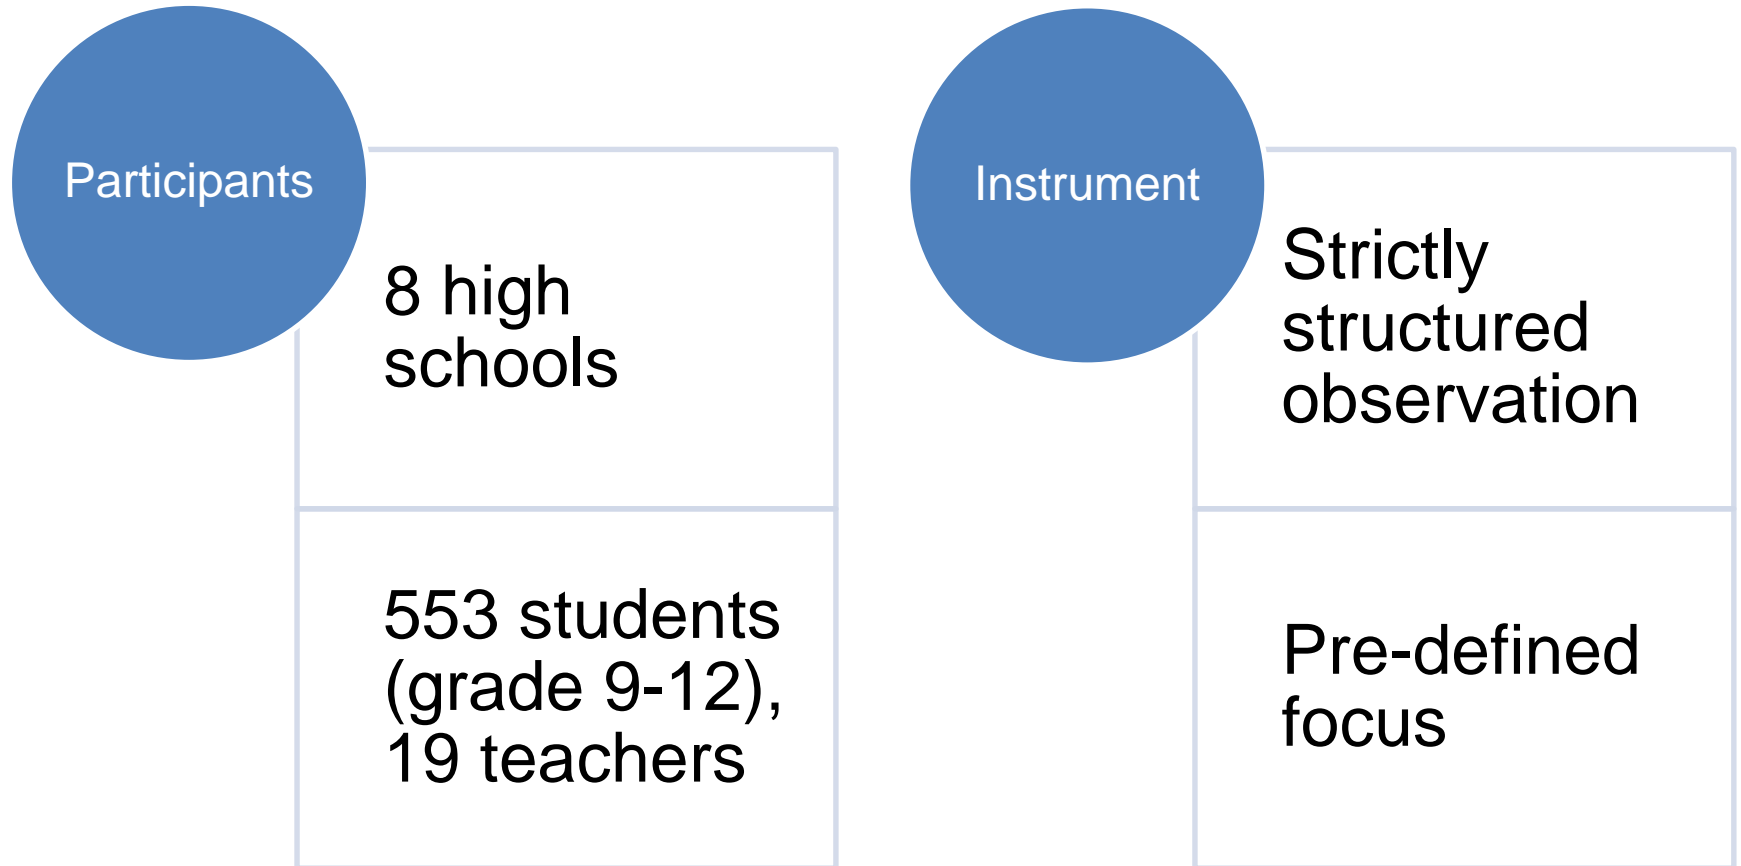 Participants
8 high
schools
553 students
(grade 9-12),
19 teachers
Instrument
Strictly
structured
observation
Pre-defined
focus